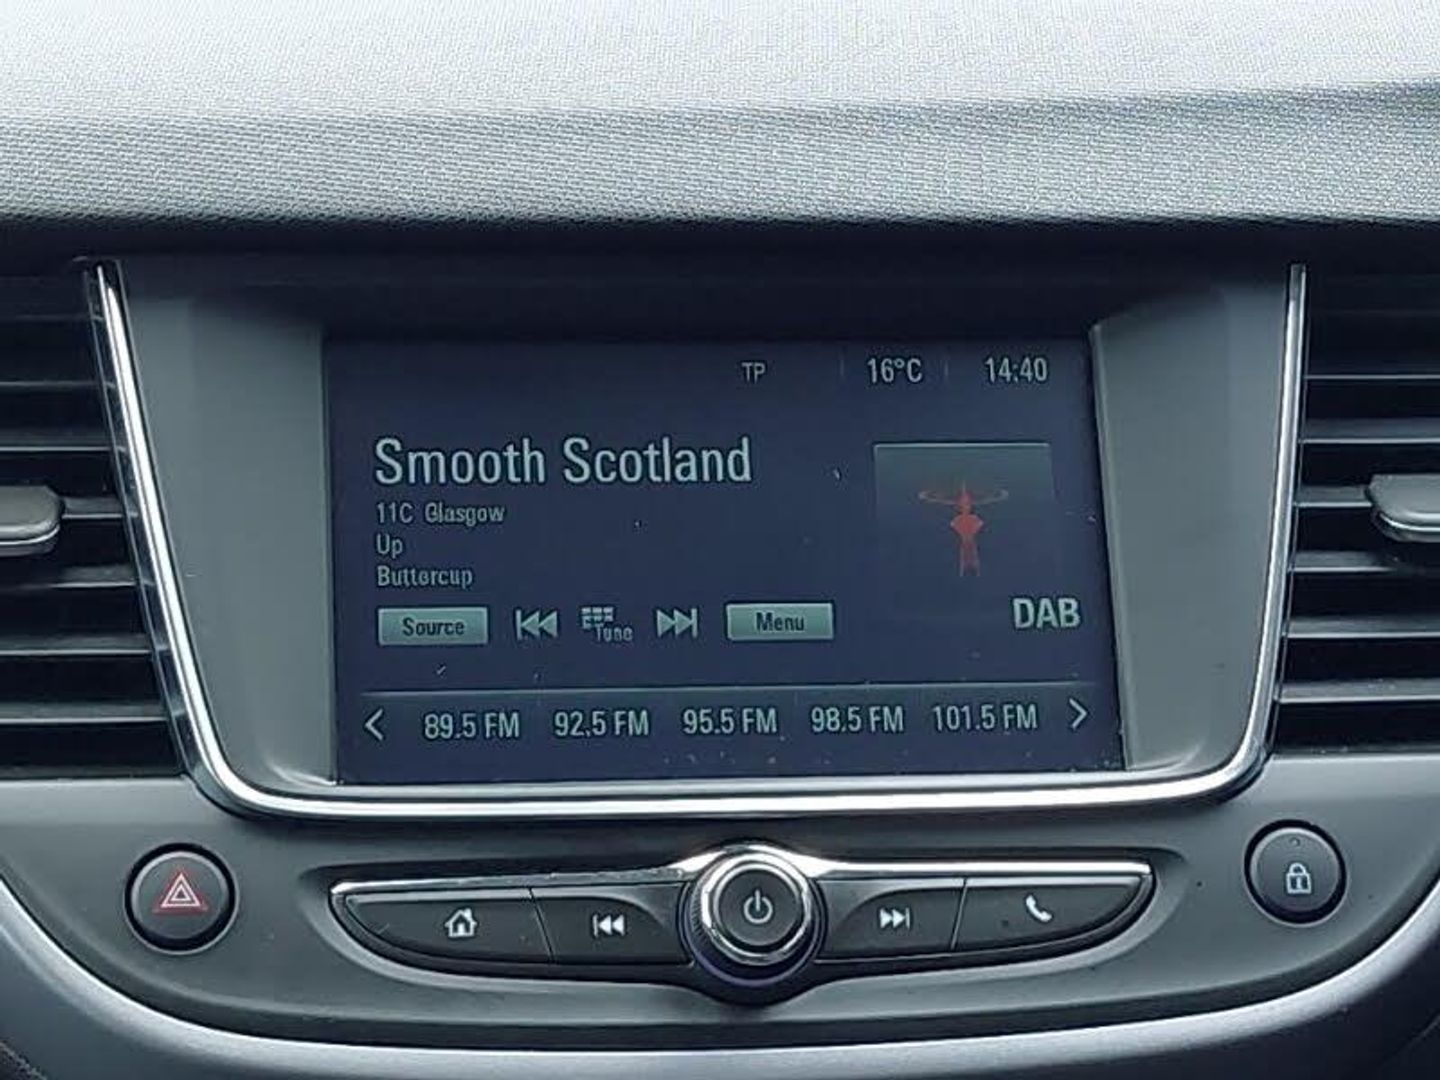 TP 16°C 14:40
Smooth Scotland
11C Glasgow
Up
Buttercup
Source Tune Menu
DAB
89.5 FM 92.5 FM 95.5 FM 98.5 FM 101.5 FM